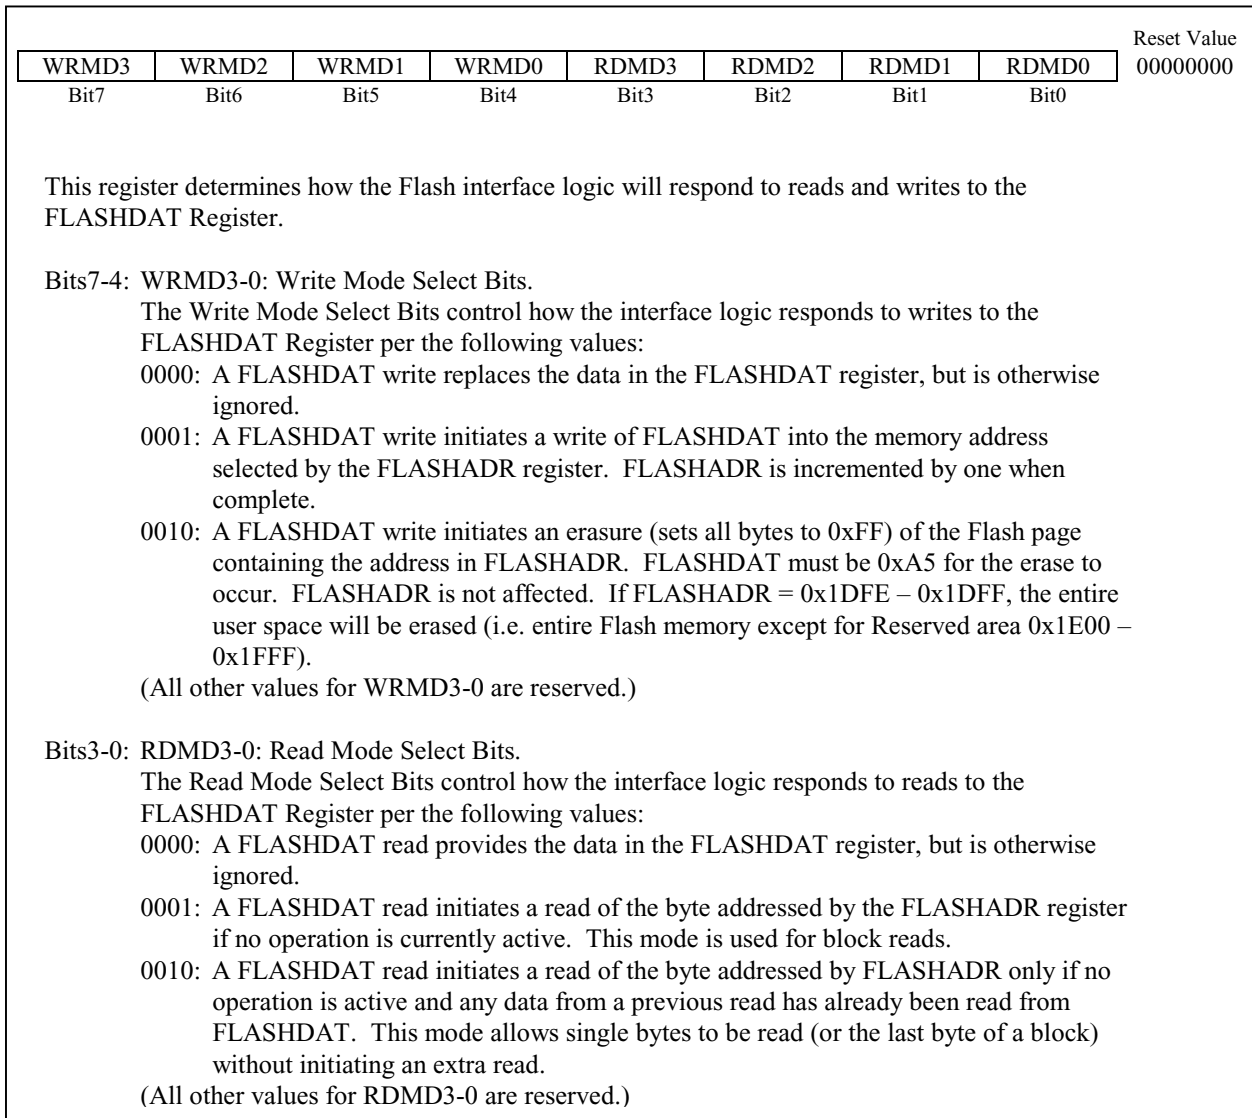 Reset Value
WRMD3 WRMD2 WRMD1 WRMD0 RDMD3 RDMD2 RDMD1 RDMD0 00000000
Bit7 Bit6 Bit5 Bit4 Bit3 Bit2 Bit1 Bit0
This register determines how the Flash interface logic will respond to reads and writes to the
FLASHDAT Register.
Bits7-4: WRMD3-0: Write Mode Select Bits.
The Write Mode Select Bits control how the interface logic responds to writes to the
FLASHDAT Register per the following values:
0000: A FLASHDAT write replaces the data in the FLASHDAT register, but is otherwise
ignored.
0001: A FLASHDAT write initiates a write of FLASHDAT into the memory address
selected by the FLASHADR register. FLASHADR is incremented by one when
complete.
0010: A FLASHDAT write initiates an erasure (sets all bytes to 0xFF) of the Flash page
containing the address in FLASHADR. FLASHDAT must be 0xA5 for the erase to
occur. FLASHADR is not affected. If FLASHADR = 0x1DFE – 0x1DFF, the entire
user space will be erased (i.e. entire Flash memory except for Reserved area 0x1E00 –
0x1FFF).
(All other values for WRMD3-0 are reserved.)
Bits3-0: RDMD3-0: Read Mode Select Bits.
The Read Mode Select Bits control how the interface logic responds to reads to the
FLASHDAT Register per the following values:
0000: A FLASHDAT read provides the data in the FLASHDAT register, but is otherwise
ignored.
0001: A FLASHDAT read initiates a read of the byte addressed by the FLASHADR register
if no operation is currently active. This mode is used for block reads.
0010: A FLASHDAT read initiates a read of the byte addressed by FLASHADR only if no
operation is active and any data from a previous read has already been read from
FLASHDAT. This mode allows single bytes to be read (or the last byte of a block)
without initiating an extra read.
(All other values for RDMD3-0 are reserved.)